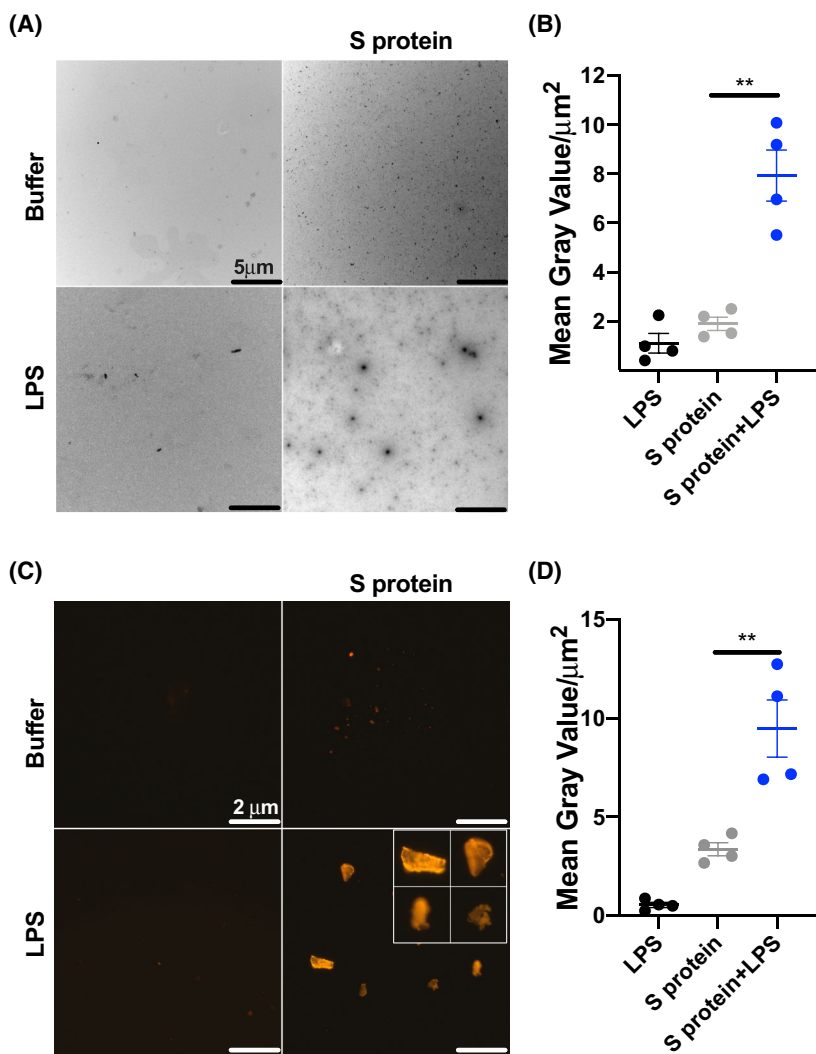 (A)
S protein
Buffer
5μm
LPS
(B)
Mean Gray Value/μm²
12
10
8
6
4
2
**
LPS
S protein
S protein+LPS
(C)
S protein
Buffer
2 μm
LPS
(D)
Mean Gray Value/μm²
15
10
5
0
**
LPS
S protein
S protein+LPS